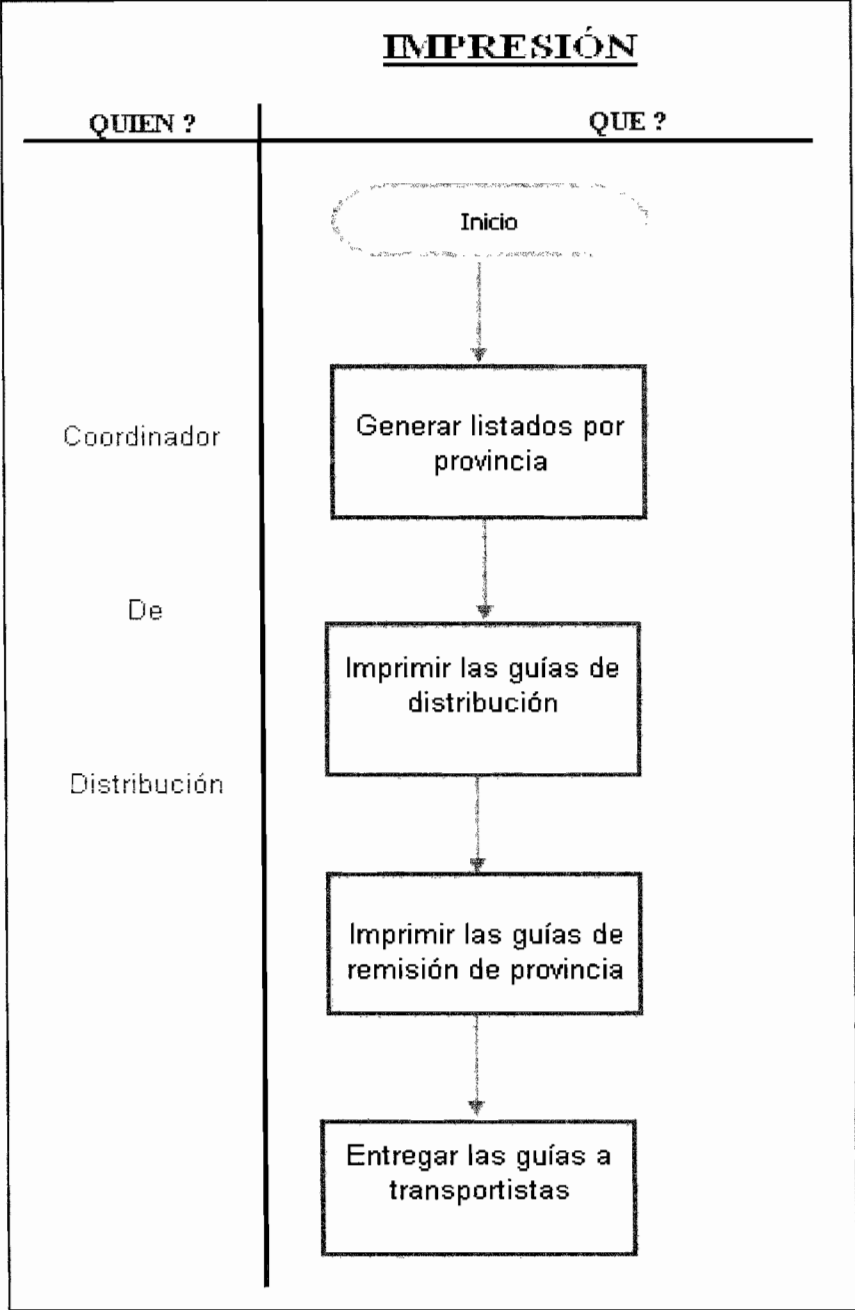 IMPRESIÓN
QUIEN ?
QUE ?
Inicio
Coordinador
De
Distribución
Generar listados por
provincia
Imprimir las guías de
distribución
Imprimir las guías de
remisión de provincia
Entregar las guías a
transportistas